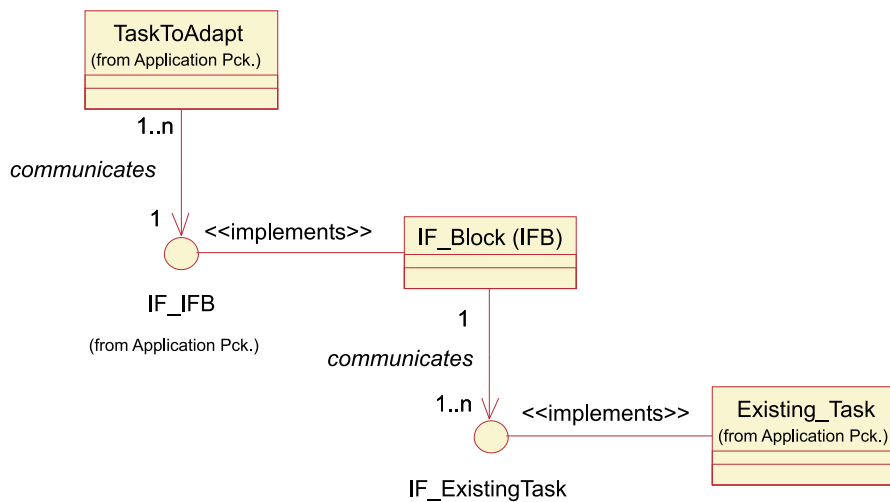 TaskToAdapt
(from Application Pck.)
1..n
communicates
1
<<implements>>
IF_Block (IFB)
IF_IFB
(from Application Pck.)
1
communicates
1..n
<<implements>>
Existing_Task
(from Application Pck.)
IF_ExistingTask